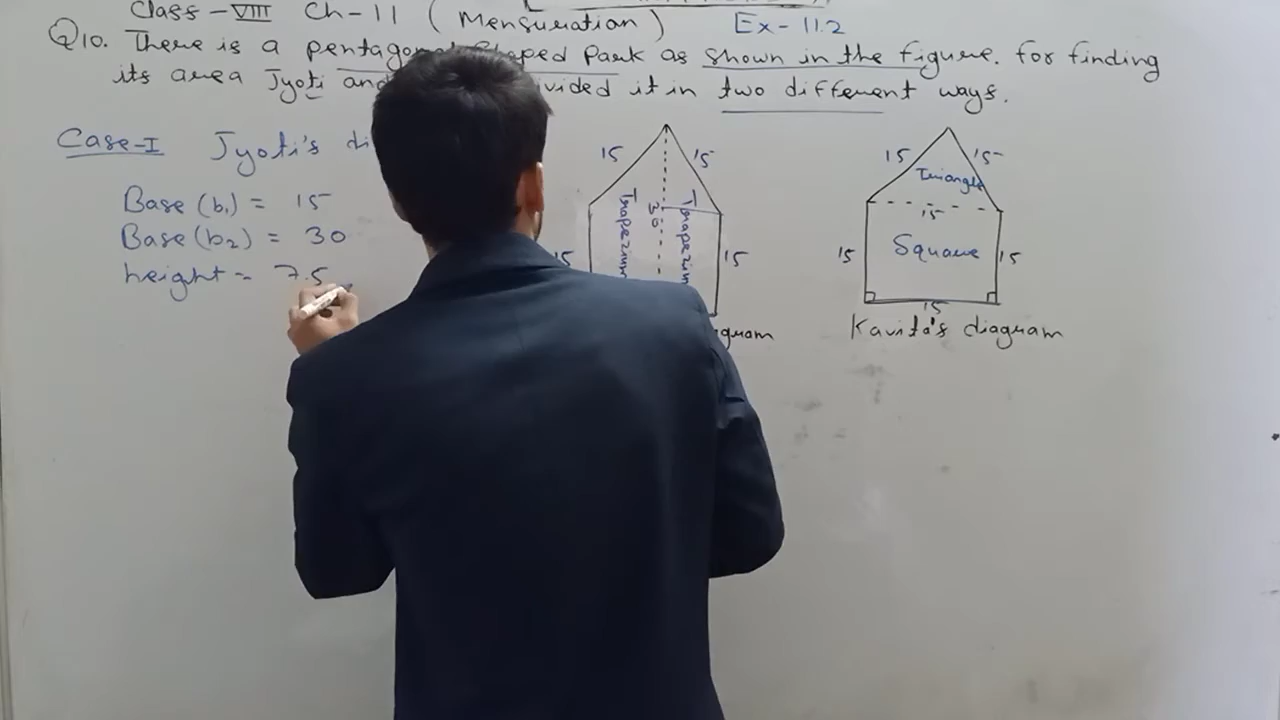 Class - VIII Ch - 11 ( Mensuration ) Ex - 11.2
Q10. There is a pentagonal shaped Park as shown in the figure. for finding
its area Jyoti and divided it in two different ways.
Case-I Jyoti's di
Base (b1) = 15
Base (b2) = 30
height = 7.5
15 15
Trapezium 30 Trapezium
15 15
15 15
Triangle
15
15 Square 15
15
Kavita's diagram